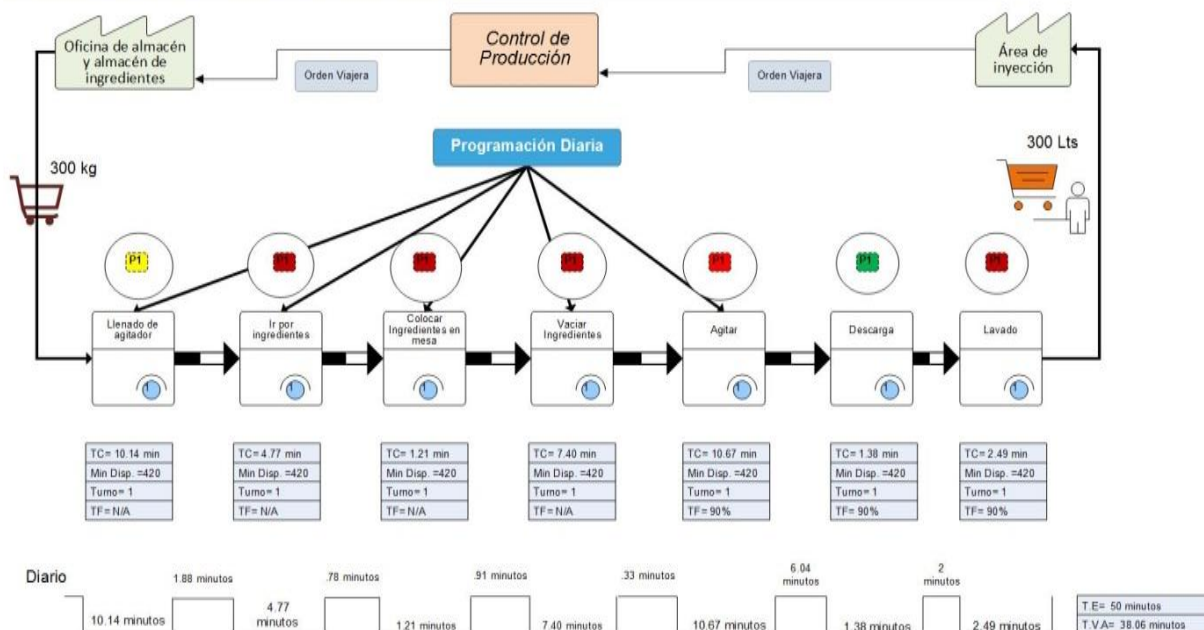 Oficina de almacén
y almacén de
ingredientes
Orden Viajera
Control de
Producción
Orden Viajera
Área de
inyección
Programación Diaria
300 kg
300 Lts
P1
P1
P1
P1
P1
P1
P1
Llenado de
agitador
1
Ir por
ingredientes
1
Colocar
Ingredientes en
mesa
1
Vaciar
Ingredientes
1
Agitar
1
Descarga
1
Lavado
1
TC= 10.14 min
Min Disp. =420
Turno= 1
TF= N/A
TC= 4.77 min
Min Disp. =420
Turno= 1
TF= N/A
TC= 1.21 min
Min Disp. =420
Turno= 1
TF= N/A
TC= 7.40 min
Min Disp. =420
Turno= 1
TF= N/A
TC= 10.67 min
Min Disp. =420
Turno= 1
TF= 90%
TC= 1.38 min
Min Disp. =420
Turno= 1
TF= 90%
TC= 2.49 min
Min Disp. =420
Turno= 1
TF= 90%
Diario
1.88 minutos
.78 minutos
.91 minutos
.33 minutos
6.04
minutos
2
minutos
10.14 minutos
4.77
minutos
1.21 minutos
7.40 minutos
10.67 minutos
1.38 minutos
2.49 minutos
T.E= 50 minutos
T.V.A= 38.06 minutos